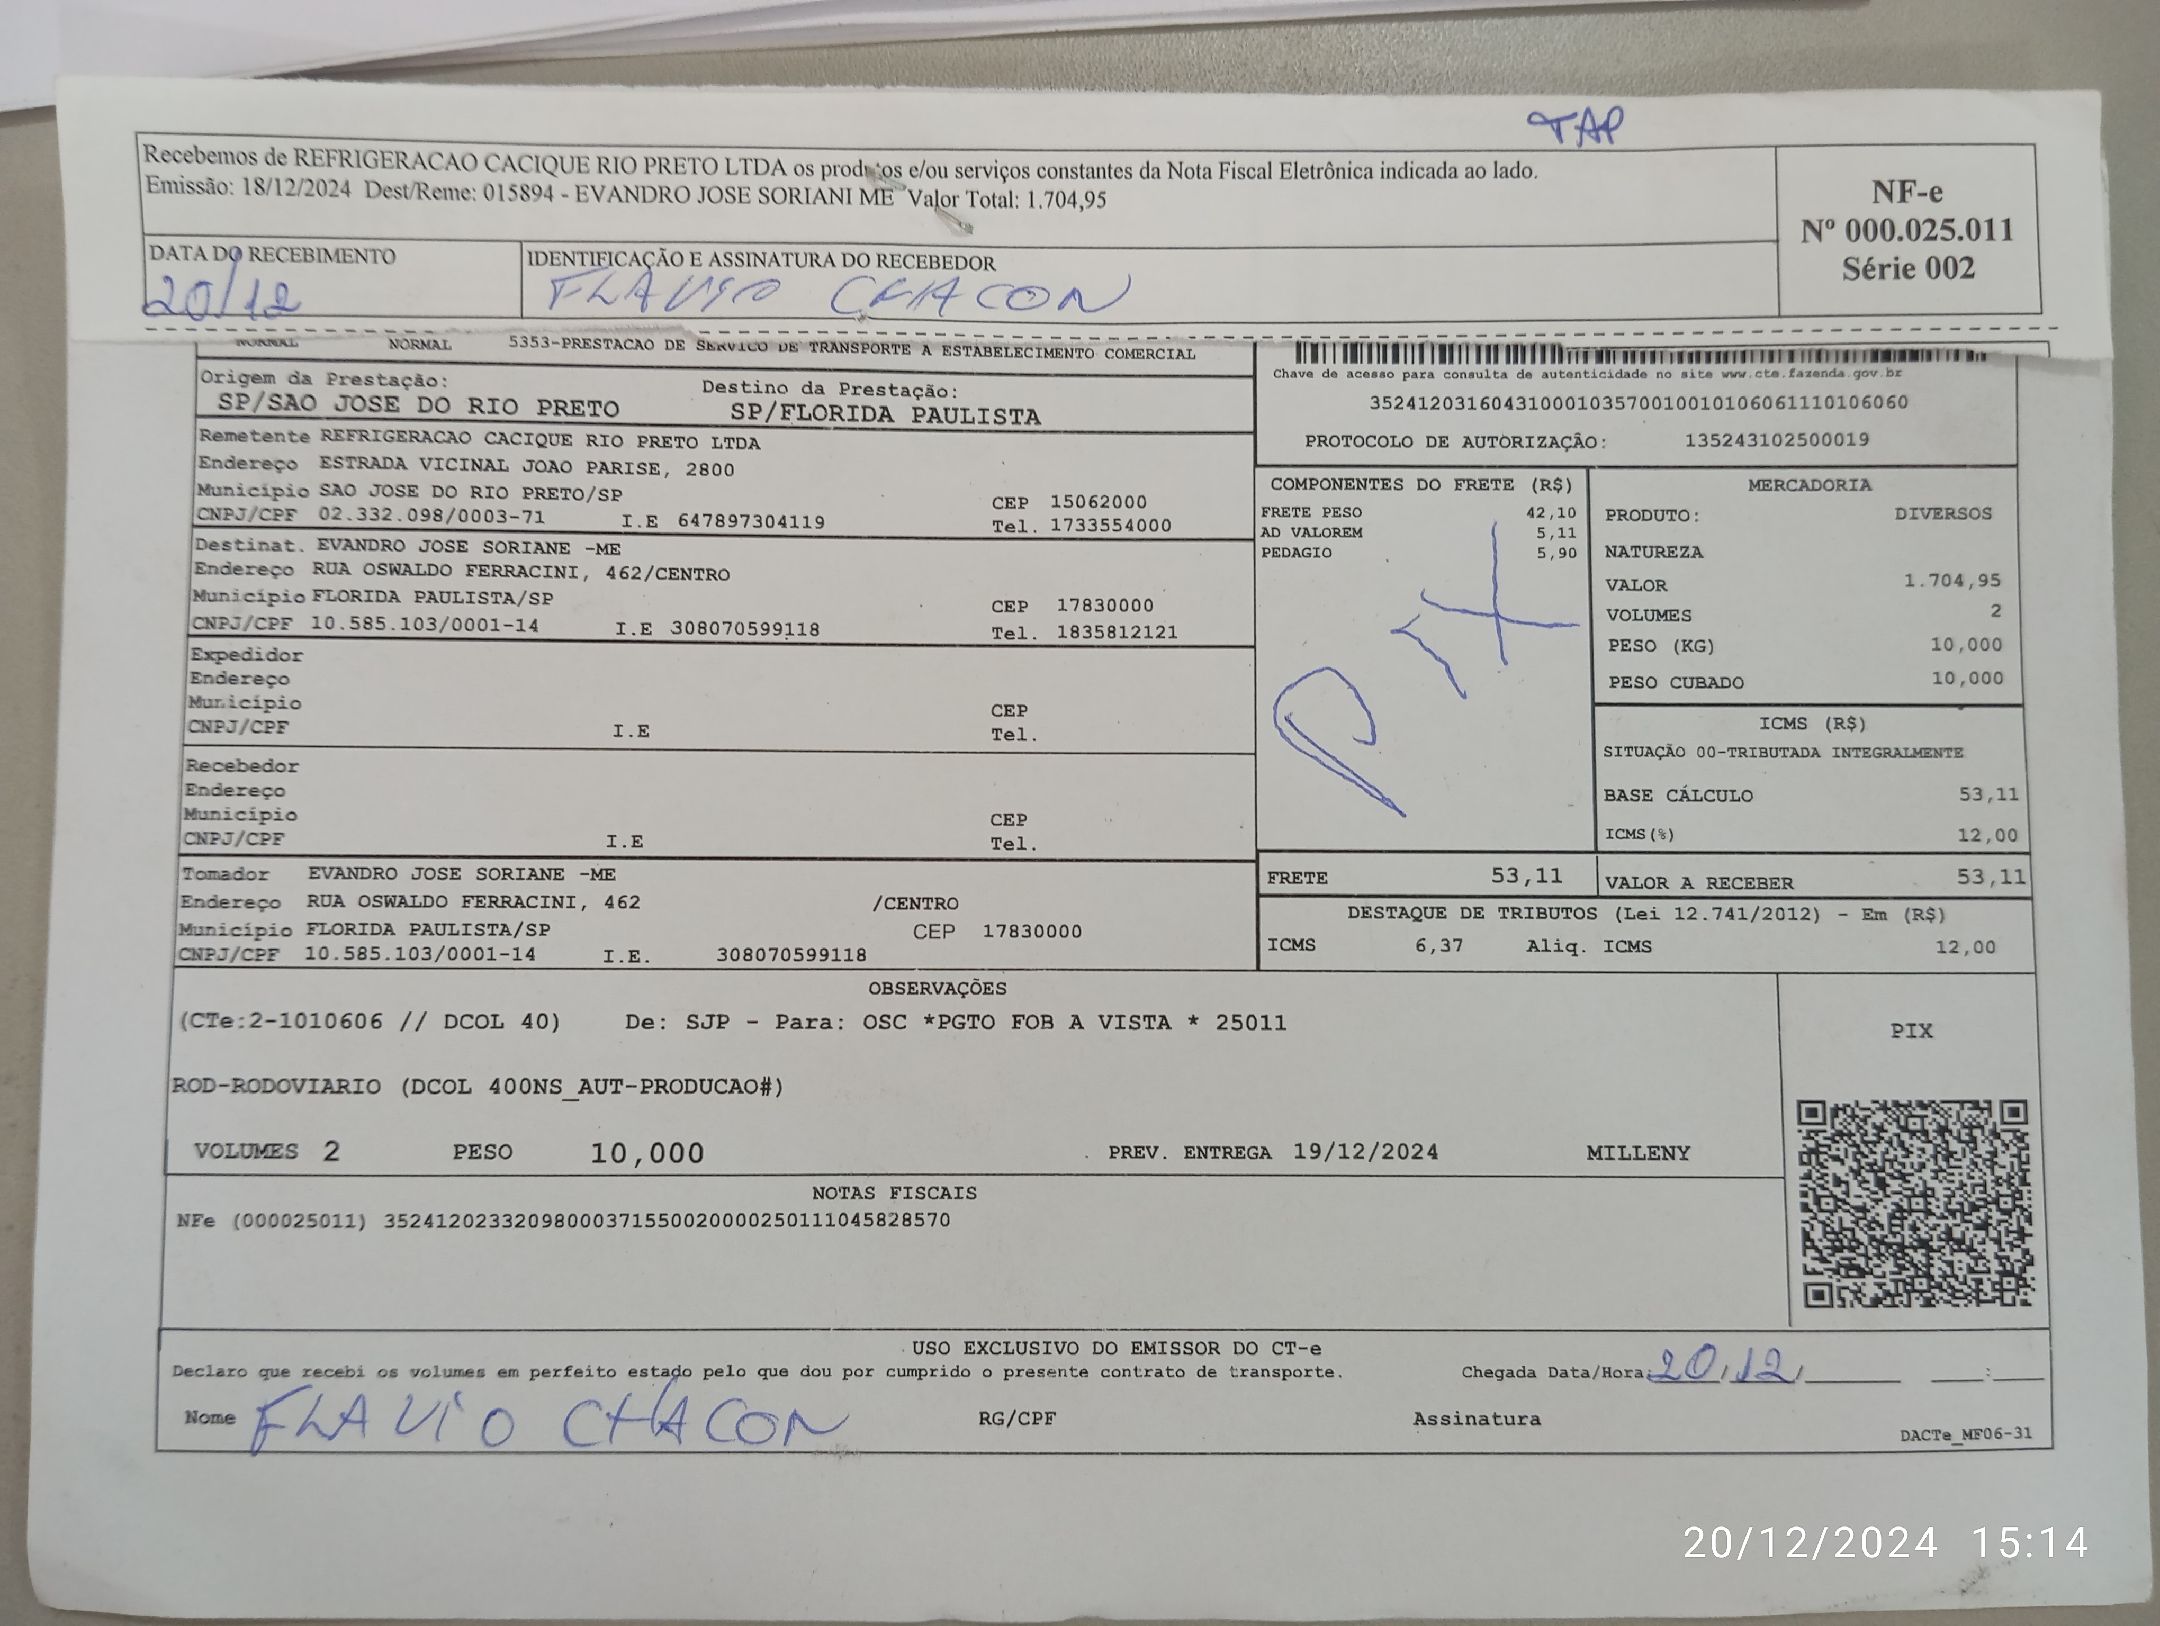 TAP
Recebemos de REFRIGERACAO CACIQUE RIO PRETO LTDA os produtos e/ou serviços constantes da Nota Fiscal Eletrônica indicada ao lado.
Emissão: 18/12/2024 Dest/Reme: 015894 - EVANDRO JOSE SORIANI ME Valor Total: 1.704,95
NF-e
Nº 000.025.011
Série 002
DATA DO RECEBIMENTO
20/12
IDENTIFICAÇÃO E ASSINATURA DO RECEBEDOR
FLAVIO CHACON
NORMAL NORMAL 5353-PRESTACAO DE SERVICO DE TRANSPORTE A ESTABELECIMENTO COMERCIAL
Origem da Prestação: Destino da Prestação:
SP/SAO JOSE DO RIO PRETO SP/FLORIDA PAULISTA
Chave de acesso para consulta de autenticidade no site www.cte.fazenda.gov.br
35241203160431000103570010010106061110106060
PROTOCOLO DE AUTORIZAÇÃO: 135243102500019
Remetente REFRIGERACAO CACIQUE RIO PRETO LTDA
Endereço ESTRADA VICINAL JOAO PARISE, 2800
Município SAO JOSE DO RIO PRETO/SP CEP 15062000
CNPJ/CPF 02.332.098/0003-71 I.E 647897304119 Tel. 1733554000
Destinat. EVANDRO JOSE SORIANE -ME
Endereço RUA OSWALDO FERRACINI, 462/CENTRO
Município FLORIDA PAULISTA/SP CEP 17830000
CNPJ/CPF 10.585.103/0001-14 I.E 308070599118 Tel. 1835812121
Expedidor
Endereço
Município CEP
CNPJ/CPF I.E Tel.
Recebedor
Endereço
Município CEP
CNPJ/CPF I.E Tel.
Tomador EVANDRO JOSE SORIANE -ME
Endereço RUA OSWALDO FERRACINI, 462 /CENTRO
Município FLORIDA PAULISTA/SP CEP 17830000
CNPJ/CPF 10.585.103/0001-14 I.E. 308070599118
COMPONENTES DO FRETE (R$)
FRETE PESO 42,10
AD VALOREM 5,11
PEDAGIO 5,90
PIX
MERCADORIA
PRODUTO: DIVERSOS
NATUREZA
VALOR 1.704,95
VOLUMES 2
PESO (KG) 10,000
PESO CUBADO 10,000
ICMS (R$)
SITUAÇÃO 00-TRIBUTADA INTEGRALMENTE
BASE CÁLCULO 53,11
ICMS(%) 12,00
FRETE 53,11 VALOR A RECEBER 53,11
DESTAQUE DE TRIBUTOS (Lei 12.741/2012) - Em (R$)
ICMS 6,37 Aliq. ICMS 12,00
OBSERVAÇÕES
(CTe:2-1010606 // DCOL 40) De: SJP - Para: OSC *PGTO FOB A VISTA * 25011
PIX
ROD-RODOVIARIO (DCOL 400NS_AUT-PRODUCAO#)
VOLUMES 2 PESO 10,000 PREV. ENTREGA 19/12/2024 MILLENY
NOTAS FISCAIS
NFe (000025011) 35241202332098000371550020000250111045828570
USO EXCLUSIVO DO EMISSOR DO CT-e
Declaro que recebi os volumes em perfeito estado pelo que dou por cumprido o presente contrato de transporte. Chegada Data/Hora: 20/12/ :
Nome FLAVIO CHACON RG/CPF Assinatura
DACTe_MF06-31
20/12/2024 15:14